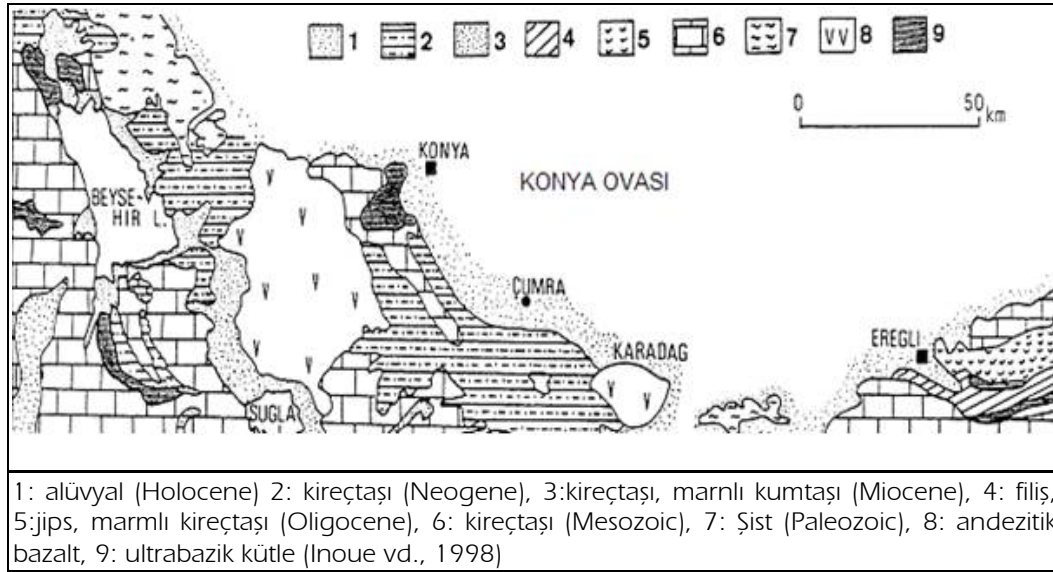 1 2 3 4 5 6 7 8 9
0 50 km
KONYA
KONYA OVASI
BEYSE-
HIR L.
ÇUMRA
EREGLI
KARADAG
SUGLA
1: alüvyal (Holocene) 2: kireçtaşı (Neogene), 3:kireçtaşı, marnlı kumtaşı (Miocene), 4: filiş,
5:jips, marmlı kireçtaşı (Oligocene), 6: kireçtaşı (Mesozoic), 7: Şist (Paleozoic), 8: andezitik
bazalt, 9: ultrabazik kütle (Inoue vd., 1998)